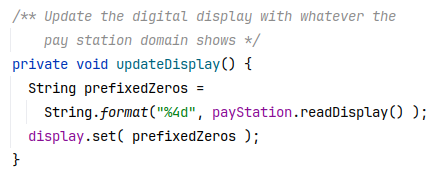 /** Update the digital display with whatever the
pay station domain shows */
private void updateDisplay() {
String prefixedZeros =
String.format("%4d", payStation.readDisplay() );
display.set( prefixedZeros );
}